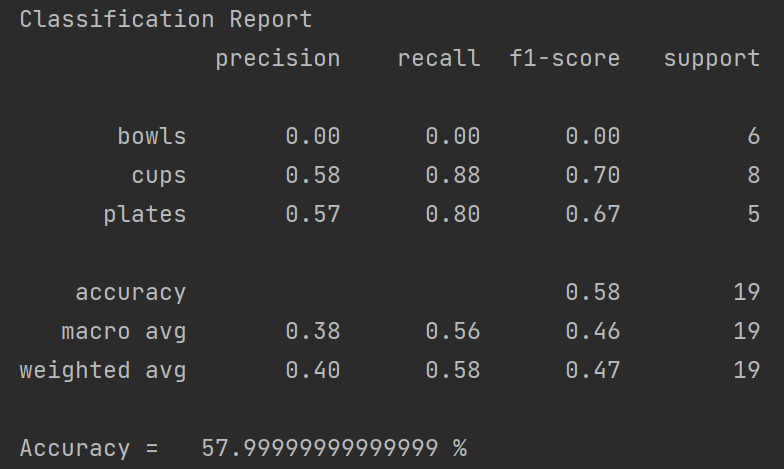 Classification Report
precision recall f1-score support
bowls 0.00 0.00 0.00 6
cups 0.58 0.88 0.70 8
plates 0.57 0.80 0.67 5
accuracy 0.58 19
macro avg 0.38 0.56 0.46 19
weighted avg 0.40 0.58 0.47 19
Accuracy = 57.99999999999999 %